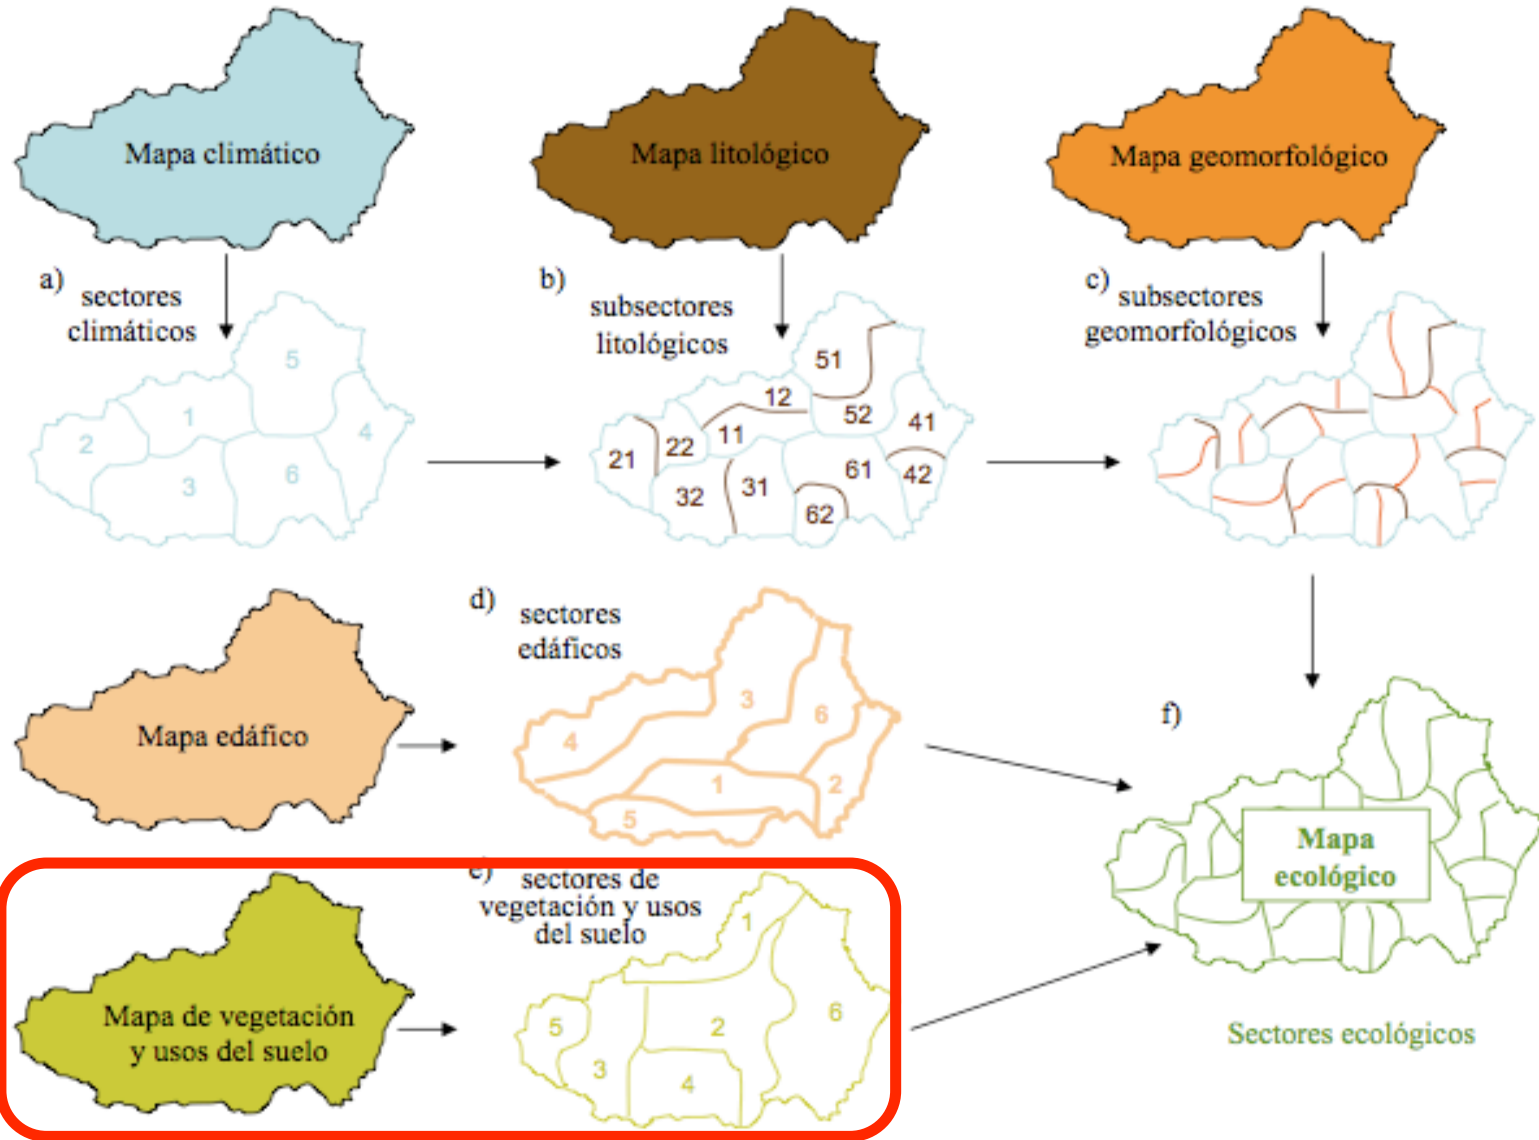 Mapa climático
Mapa litológico
Mapa geomorfológico
a) sectores
climáticos
b)
subsectores
litológicos
c) subsectores
geomorfológicos
5
1
2
4
3
6
51
12
52
41
11
22
21
61
42
31
32
62
d) sectores
edáficos
Mapa edáfico
3
6
4
1
2
5
f)
Mapa
ecológico
Sectores ecológicos
e) sectores de
vegetación y usos
del suelo
Mapa de vegetación
y usos del suelo
1
6
5
2
3
4